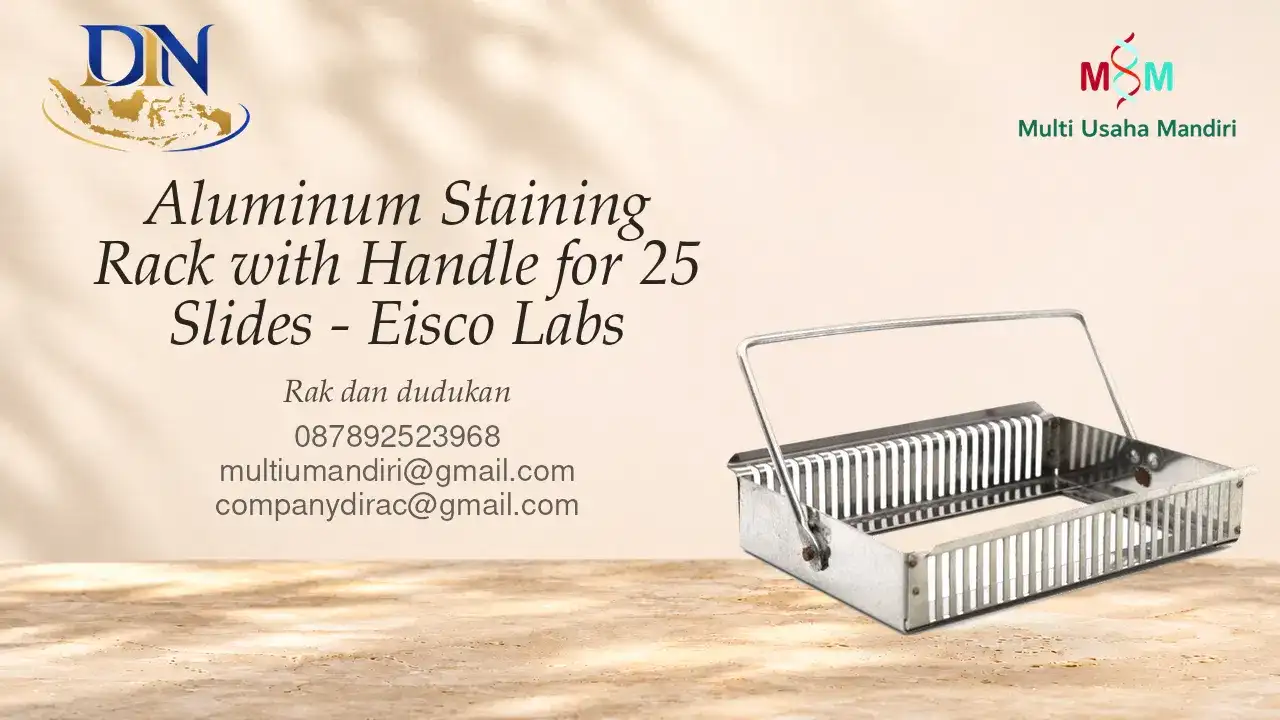 DIN
MSM
Multi Usaha Mandiri
Aluminum Staining
Rack with Handle for 25
Slides - Eisco Labs
Rak dan dudukan
087892523968
multiumandiri@gmail.com
companydirac@gmail.com